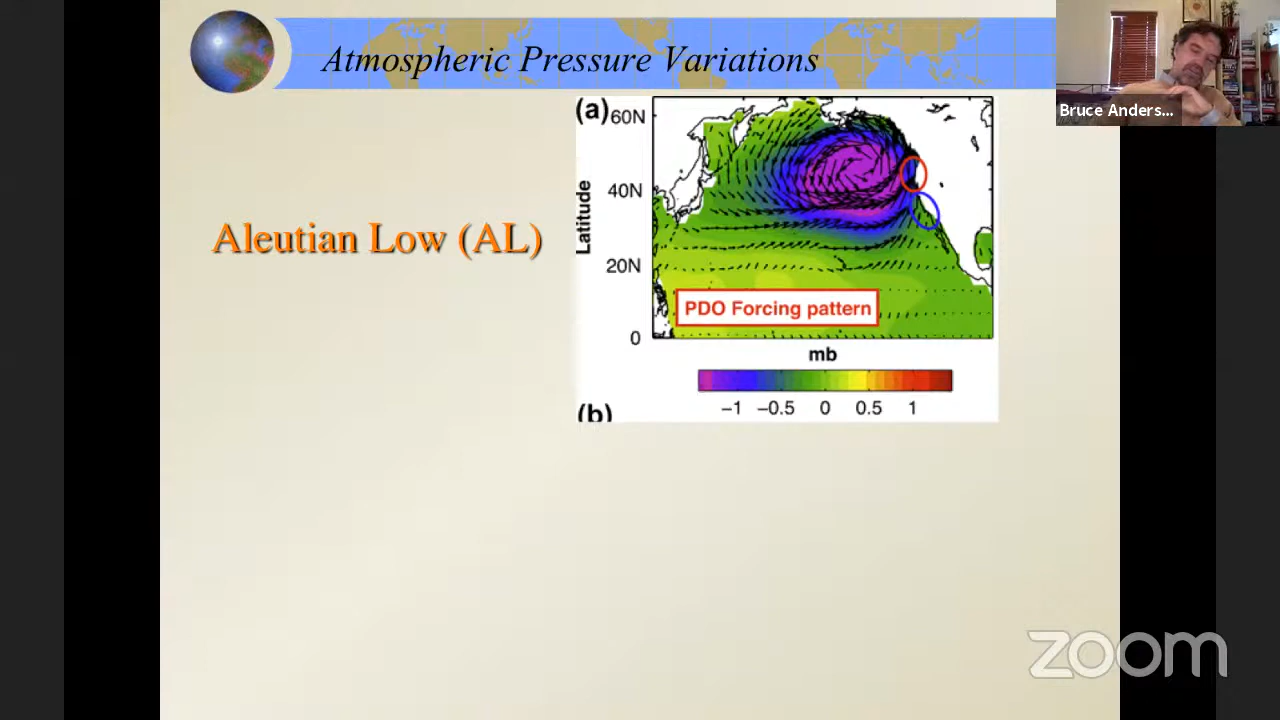 Atmospheric Pressure Variations
Bruce Anders...
Aleutian Low (AL)
(a)
60N
40N
20N
0
Latitude
PDO Forcing pattern
mb
−1 −0.5 0 0.5 1
(b)
zoom